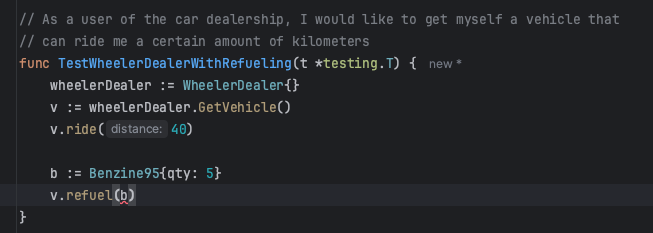 // As a user of the car dealership, I would like to get myself a vehicle that
// can ride me a certain amount of kilometers
func TestWheelerDealerWithRefueling(t *testing.T) { new *
    wheelerDealer := WheelerDealer{}
    v := wheelerDealer.GetVehicle()
    v.ride( distance: 40)

    b := Benzine95{qty: 5}
    v.refuel(b)
}